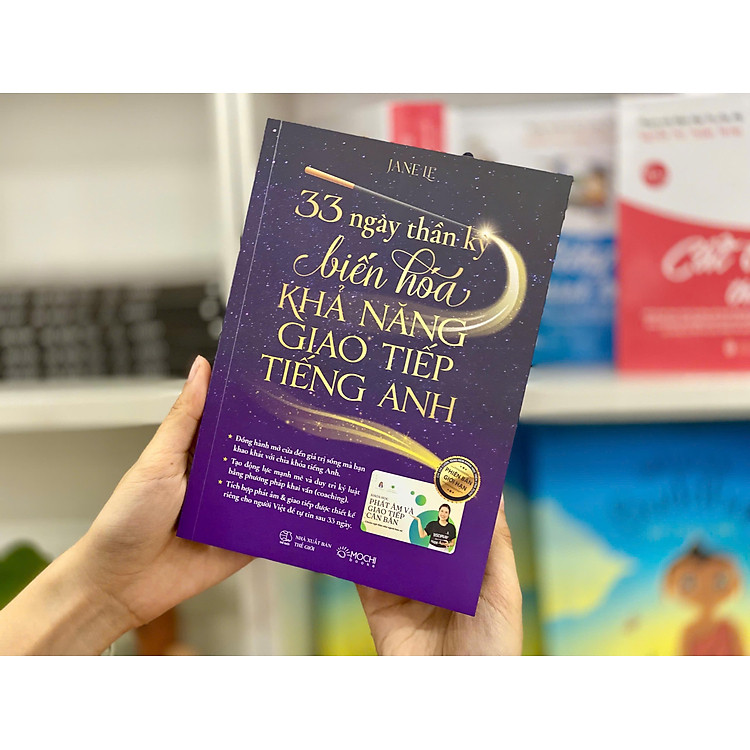 JANE LE
33 ngày thần kỳ
biến hóa
KHẢ NĂNG
GIAO TIẾP
TIẾNG ANH
Đồng hành mở cửa đến giá trị sống mà bạn
khao khát với chìa khóa tiếng Anh.
Tạo động lực mạnh mẽ và duy trì kỷ luật
bằng phương pháp khai vấn (coaching).
Tích hợp phát âm & giao tiếp được thiết kế
riêng cho người Việt để tự tin sau 33 ngày.
PHIÊN BẢN
GIỚI HẠN
KHÓA HỌC
PHÁT ÂM VÀ
GIAO TIẾP
CĂN BẢN
NHÀ XUẤT BẢN
THẾ GIỚI
MOCHI
BOOKS